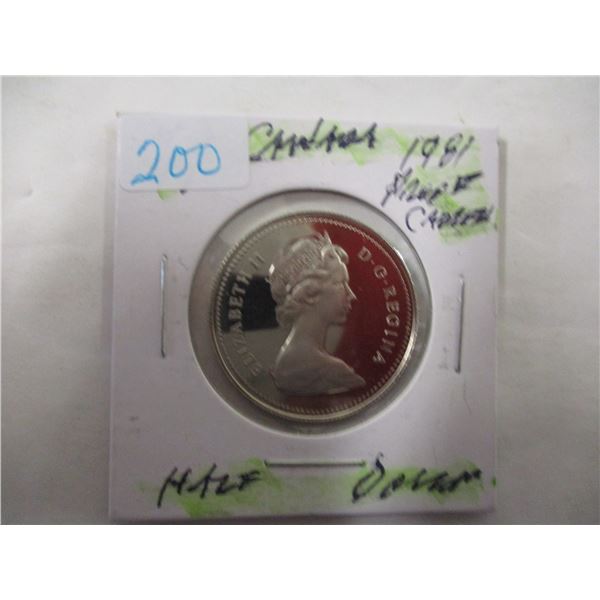 200
CANADA 1981
PROOF
CAMEO
ELIZABETH II D·G·REGINA
HALF DOLLAR